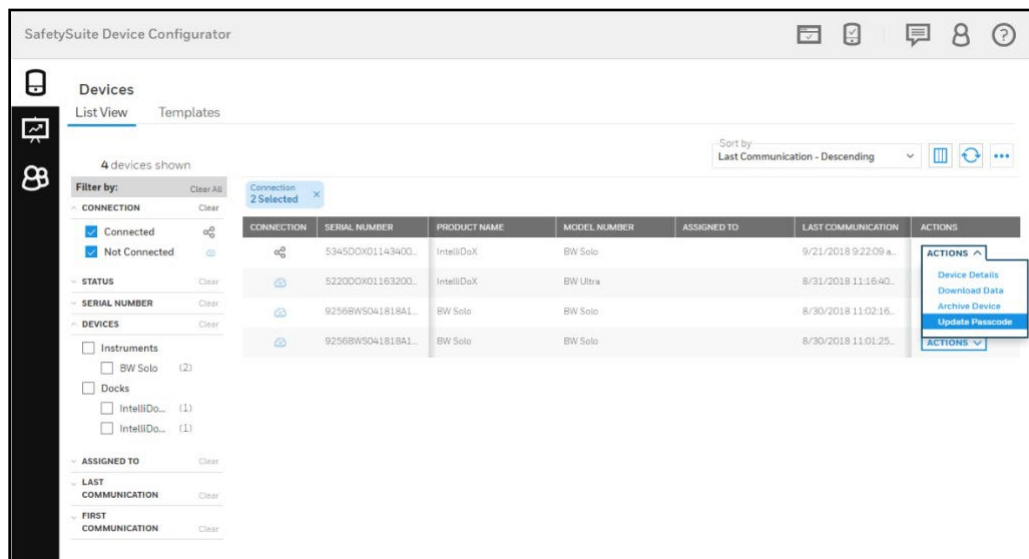 SafetySuite Device Configurator
Devices
List View Templates
4 devices shown
Sort by
Last Communication - Descending
Filter by: Clear All
Connection
2 Selected ×
CONNECTION Clear
Connected
Not Connected
STATUS Clear
SERIAL NUMBER Clear
DEVICES Clear
Instruments
BW Solo (2)
Docks
IntelliDo... (1)
IntelliDo... (1)
ASSIGNED TO Clear
LAST
COMMUNICATION Clear
FIRST
COMMUNICATION Clear
CONNECTION SERIAL NUMBER PRODUCT NAME MODEL NUMBER ASSIGNED TO LAST COMMUNICATION ACTIONS
5345DOX01143400... IntelliDoX BW Solo 9/21/2018 9:22:09 a...
5220DOX01163200... IntelliDoX BW Ultra 8/31/2018 11:16:40...
9256BWS041818A1... BW Solo BW Solo 8/30/2018 11:02:16...
9256BWS041818A1... BW Solo BW Solo 8/30/2018 11:01:25... ACTIONS
ACTIONS
Device Details
Download Data
Archive Device
Update Passcode